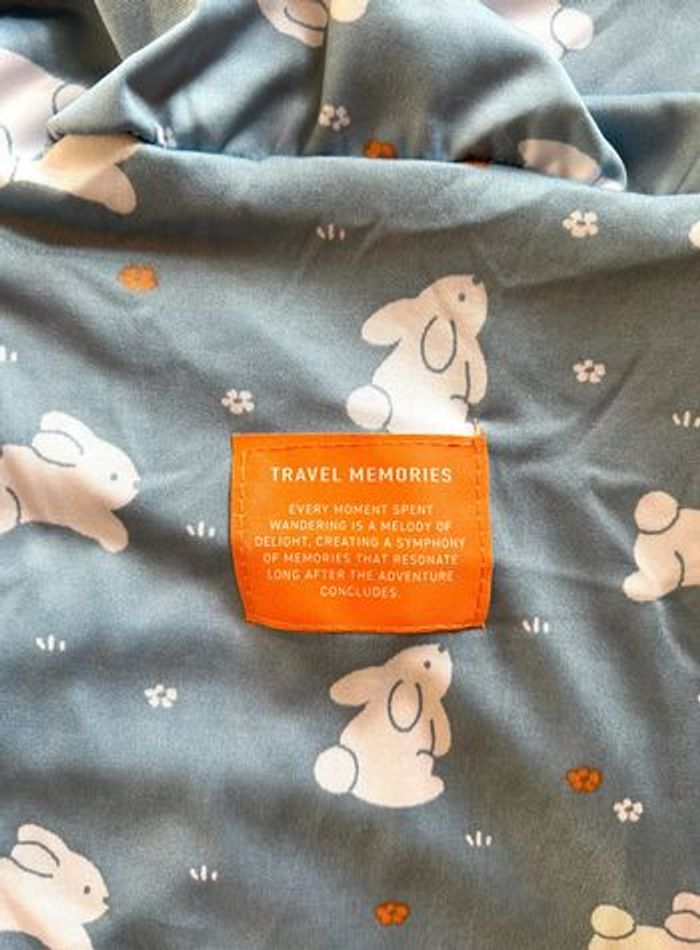 TRAVEL MEMORIES
EVERY MOMENT SPENT
WANDERING IS A MELODY OF
DELIGHT, CREATING A SYMPHONY
OF MEMORIES THAT RESONATE
LONG AFTER THE ADVENTURE
CONCLUDES.